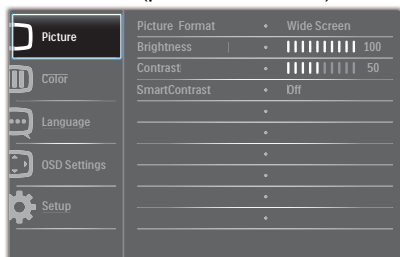 Picture
Color
Language
OSD Settings
Setup
Picture Format • Wide Screen
Brightness • 100
Contrast • 50
SmartContrast • Off